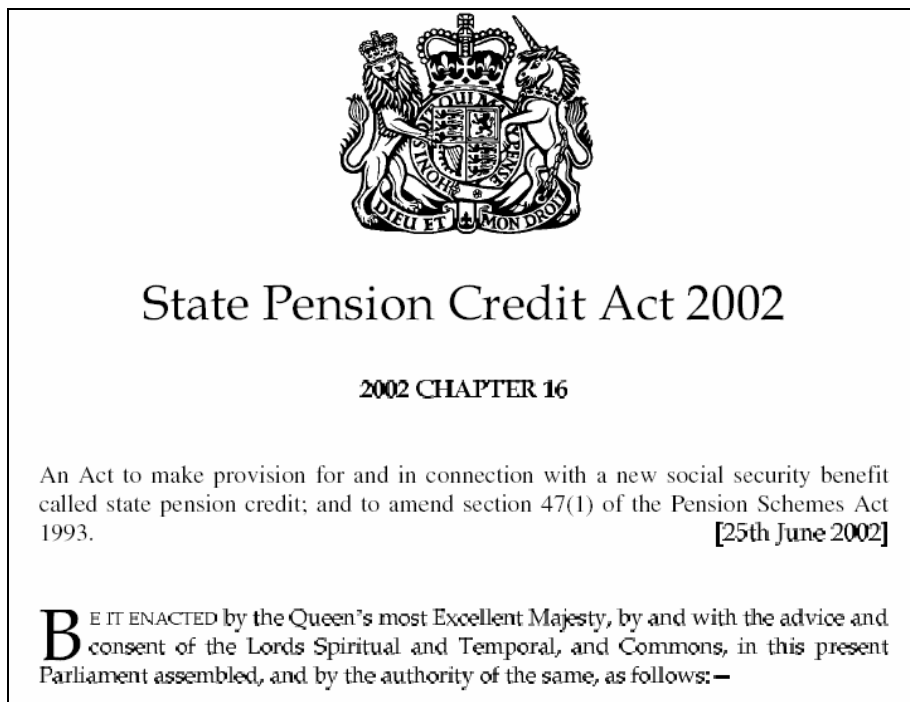 HONI SOIT QUI MAL Y PENSE
DIEU ET MON DROIT
State Pension Credit Act 2002
2002 CHAPTER 16
An Act to make provision for and in connection with a new social security benefit
called state pension credit; and to amend section 47(1) of the Pension Schemes Act
1993. [25th June 2002]
BE IT ENACTED by the Queen's most Excellent Majesty, by and with the advice and
consent of the Lords Spiritual and Temporal, and Commons, in this present
Parliament assembled, and by the authority of the same, as follows:—